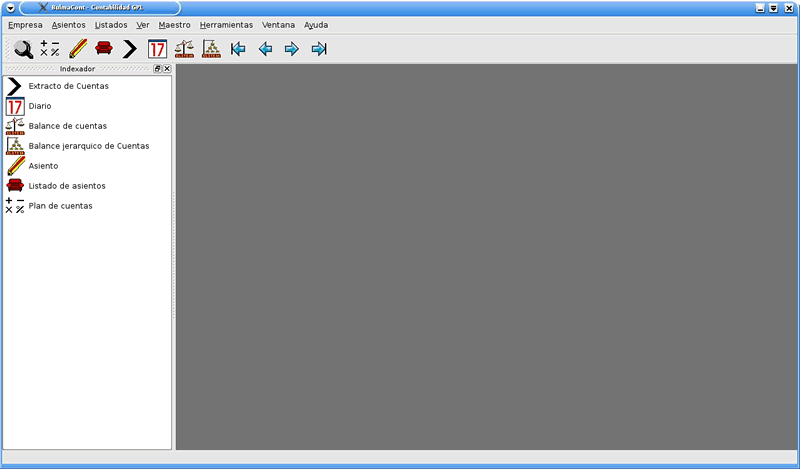 BulmaCont - Contabilidad GPL
Empresa Asientos Listados Ver Maestro Herramientas Ventana Ayuda
17
Indexador
Extracto de Cuentas
17 Diario
Balance de cuentas
Balance jerarquico de Cuentas
Asiento
Listado de asientos
Plan de cuentas